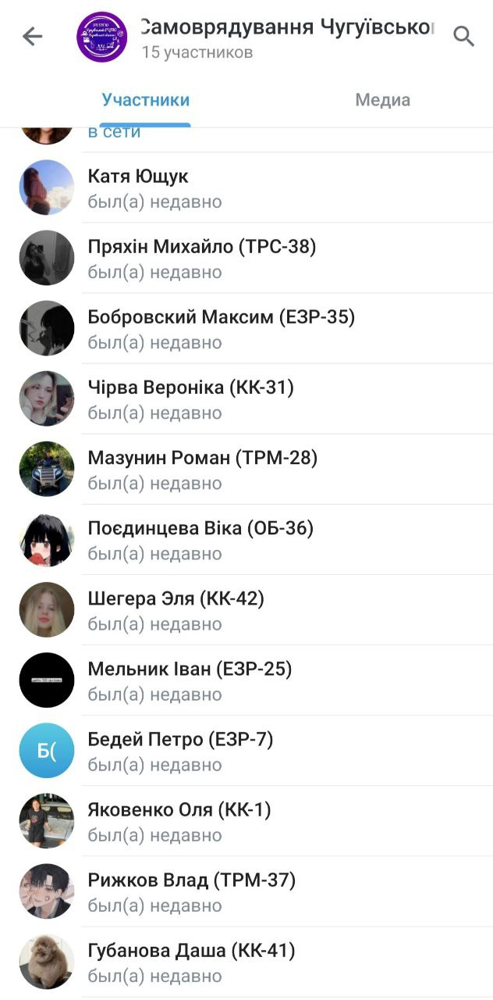 Самоврядування Чугуївсько
15 участников
Участники
Медиа
в сети
Катя Ющук
был(а) недавно
Пряхін Михайло (ТРС-38)
был(а) недавно
Бобровский Максим (ЕЗР-35)
был(а) недавно
Чірва Вероніка (КК-31)
был(а) недавно
Мазунин Роман (ТРМ-28)
был(а) недавно
Поєдинцева Віка (ОБ-36)
был(а) недавно
Шегера Эля (КК-42)
был(а) недавно
Мельник Іван (ЕЗР-25)
был(а) недавно
Б(
Бедей Петро (ЕЗР-7)
был(а) недавно
Яковенко Оля (КК-1)
был(а) недавно
Рижков Влад (ТРМ-37)
был(а) недавно
Губанова Даша (КК-41)
был(а) недавно